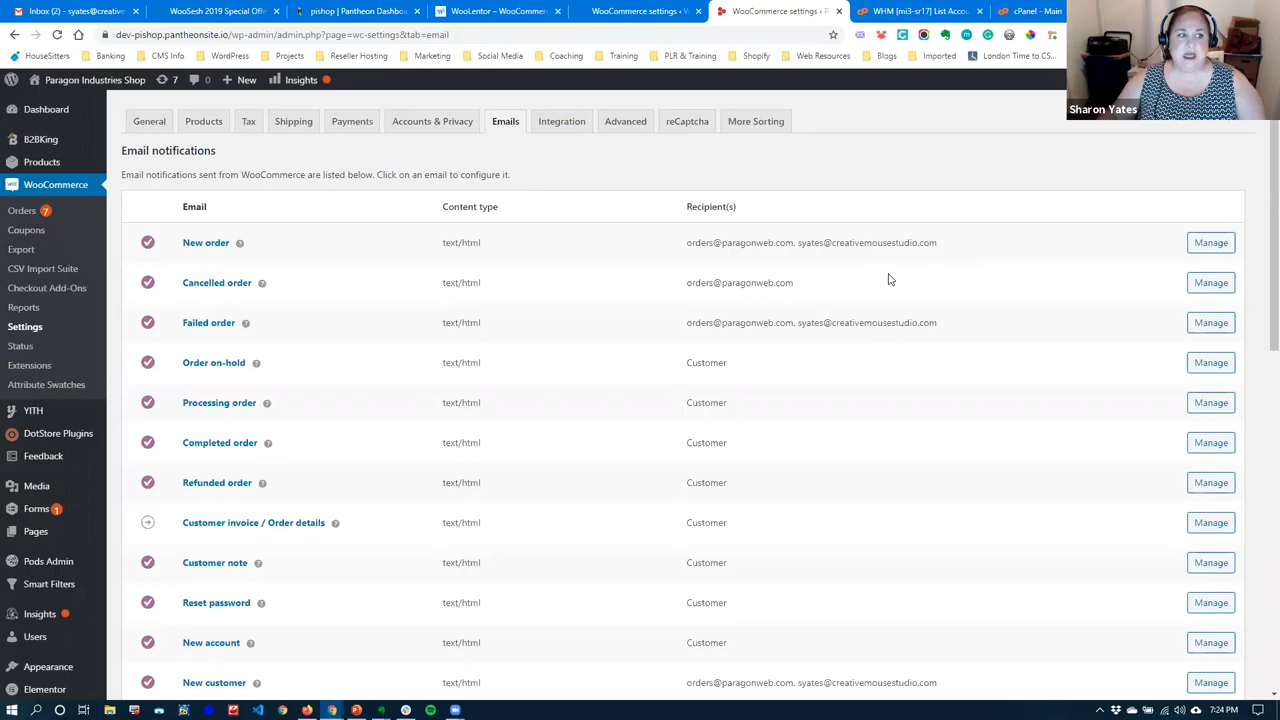 Inbox (2) - syates@creative
WooSesh 2019 Special Offe
pishop | Pantheon Dashboa
WooLentor – WooCommerc
WooCommerce settings ‹ W
WooCommerce settings ‹ P
WHM [mi3-sr17] List Accou
cPanel - Main
dev-pishop.pantheonsite.io/wp-admin/admin.php?page=wc-settings&tab=email
HouseSitters
Banking
CMS Info
WordPress
Projects
Reseller Hosting
Marketing
Social Media
Coaching
Training
PLR & Training
Shopify
Web Resources
Blogs
Imported
London Time to CS...
Sharon Yates
Paragon Industries Shop
7
0
New
Insights
Dashboard
B2BKing
Products
WooCommerce
Orders 7
Coupons
Export
CSV Import Suite
Checkout Add-Ons
Reports
Settings
Status
Extensions
Attribute Swatches
YITH
DotStore Plugins
Feedback
Media
Forms 1
Pages
Pods Admin
Smart Filters
Insights
Users
Appearance
Elementor
General Products Tax Shipping Payments Accounts & Privacy Emails Integration Advanced reCaptcha More Sorting
Email notifications
Email notifications sent from WooCommerce are listed below. Click on an email to configure it.
Email Content type Recipient(s)
New order text/html orders@paragonweb.com, syates@creativemousestudio.com Manage
Cancelled order text/html orders@paragonweb.com Manage
Failed order text/html orders@paragonweb.com, syates@creativemousestudio.com Manage
Order on-hold text/html Customer Manage
Processing order text/html Customer Manage
Completed order text/html Customer Manage
Refunded order text/html Customer Manage
Customer invoice / Order details text/html Customer Manage
Customer note text/html Customer Manage
Reset password text/html Customer Manage
New account text/html Customer Manage
New customer text/html orders@paragonweb.com, syates@creativemousestudio.com Manage
7:24 PM